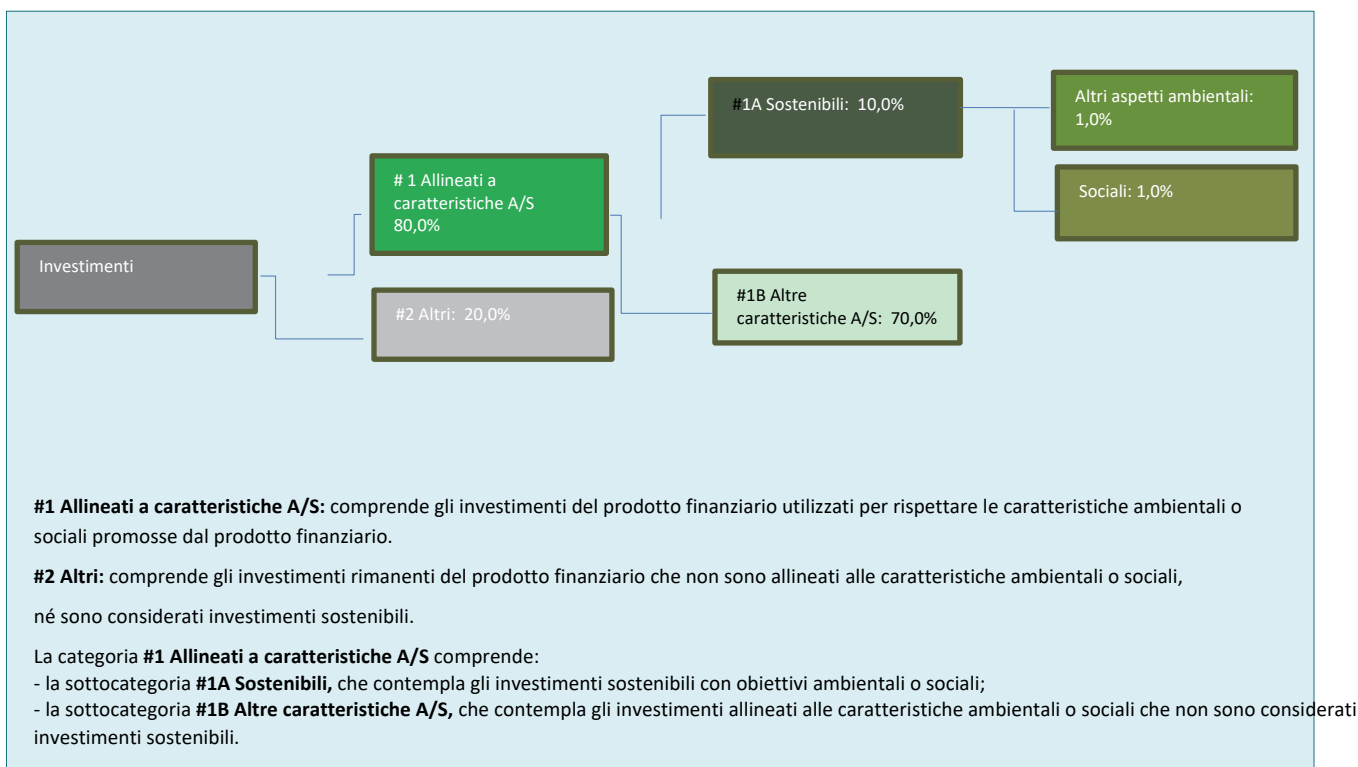 #1A Sostenibili: 10,0%
Altri aspetti ambientali:
1,0%
# 1 Allineati a
caratteristiche A/S
80,0%
Sociali: 1,0%
Investimenti
#2 Altri: 20,0%
#1B Altre
caratteristiche A/S: 70,0%
#1 Allineati a caratteristiche A/S: comprende gli investimenti del prodotto finanziario utilizzati per rispettare le caratteristiche ambientali o
sociali promosse dal prodotto finanziario.
#2 Altri: comprende gli investimenti rimanenti del prodotto finanziario che non sono allineati alle caratteristiche ambientali o sociali,
né sono considerati investimenti sostenibili.
La categoria #1 Allineati a caratteristiche A/S comprende:
- la sottocategoria #1A Sostenibili, che contempla gli investimenti sostenibili con obiettivi ambientali o sociali;
- la sottocategoria #1B Altre caratteristiche A/S, che contempla gli investimenti allineati alle caratteristiche ambientali o sociali che non sono considerati
investimenti sostenibili.